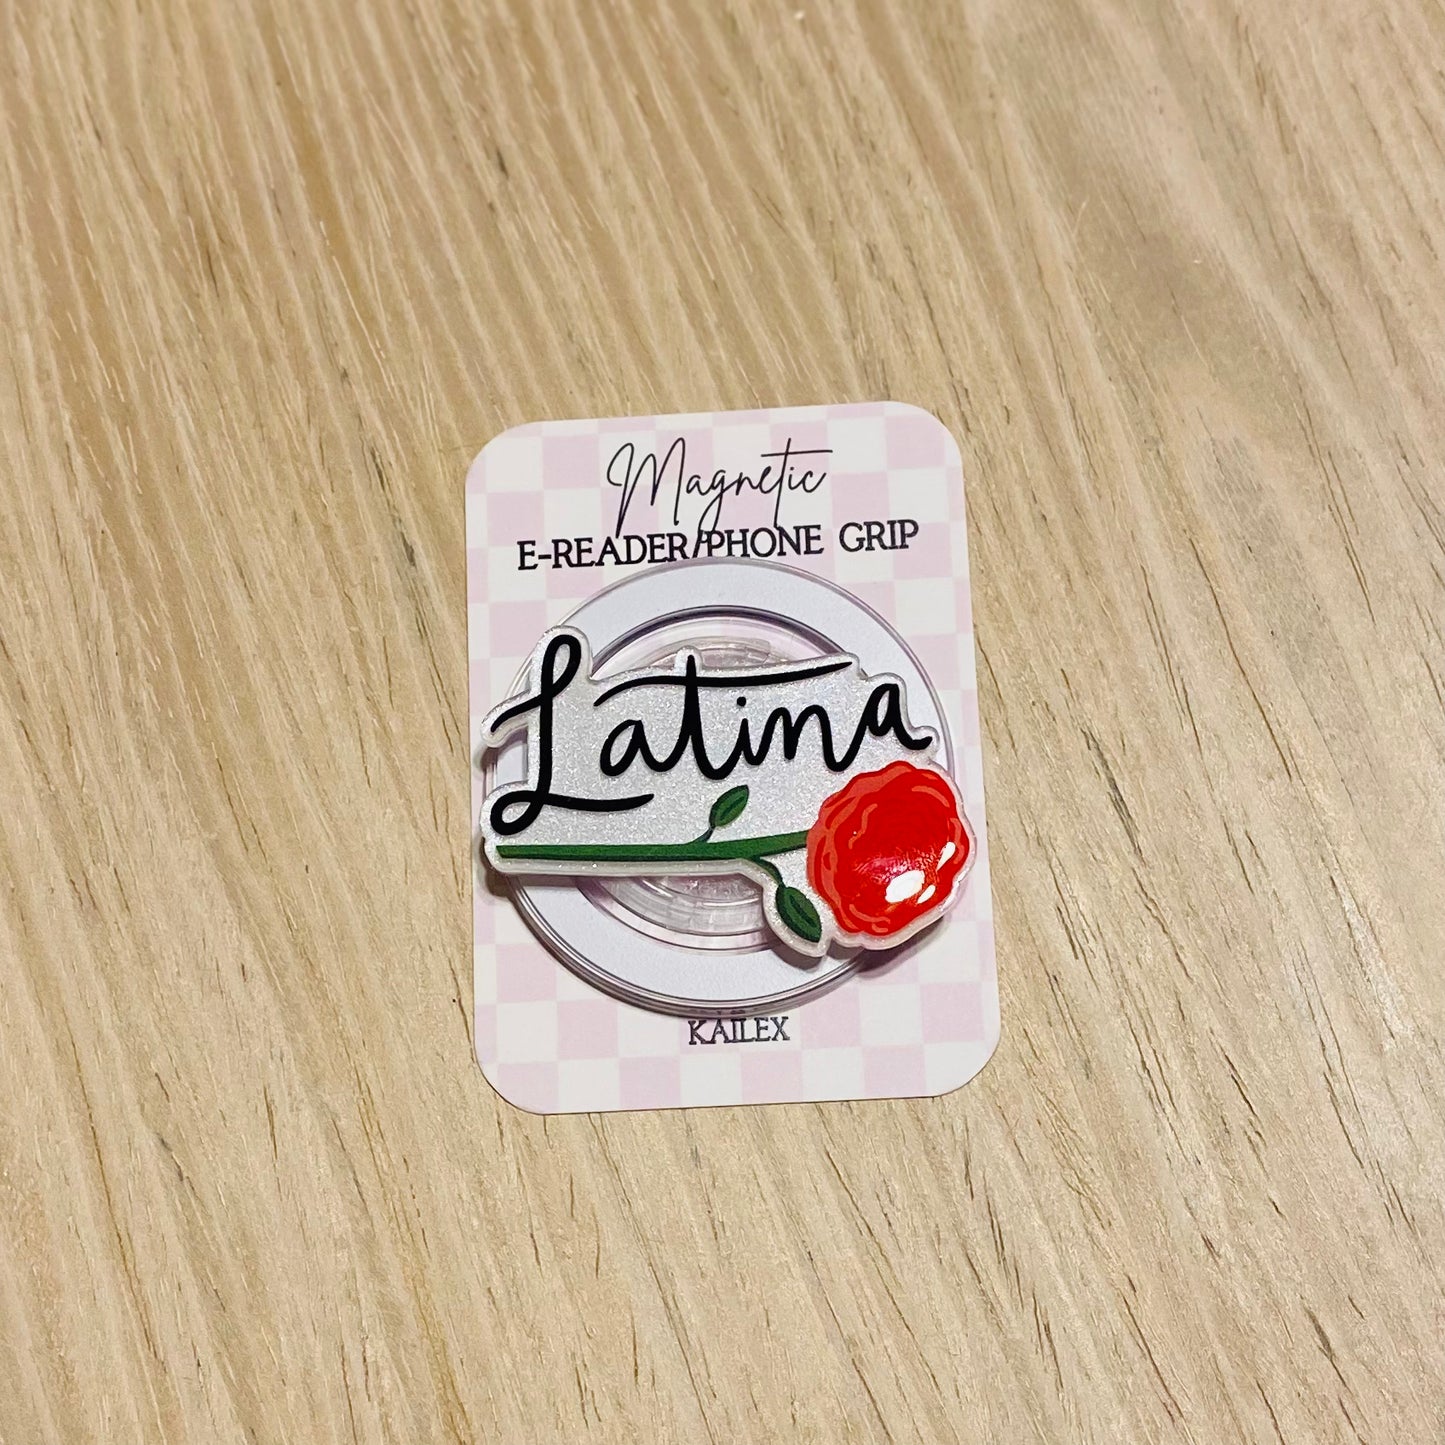 Magnetic
E-READER/PHONE GRIP
Latina
KAILEX